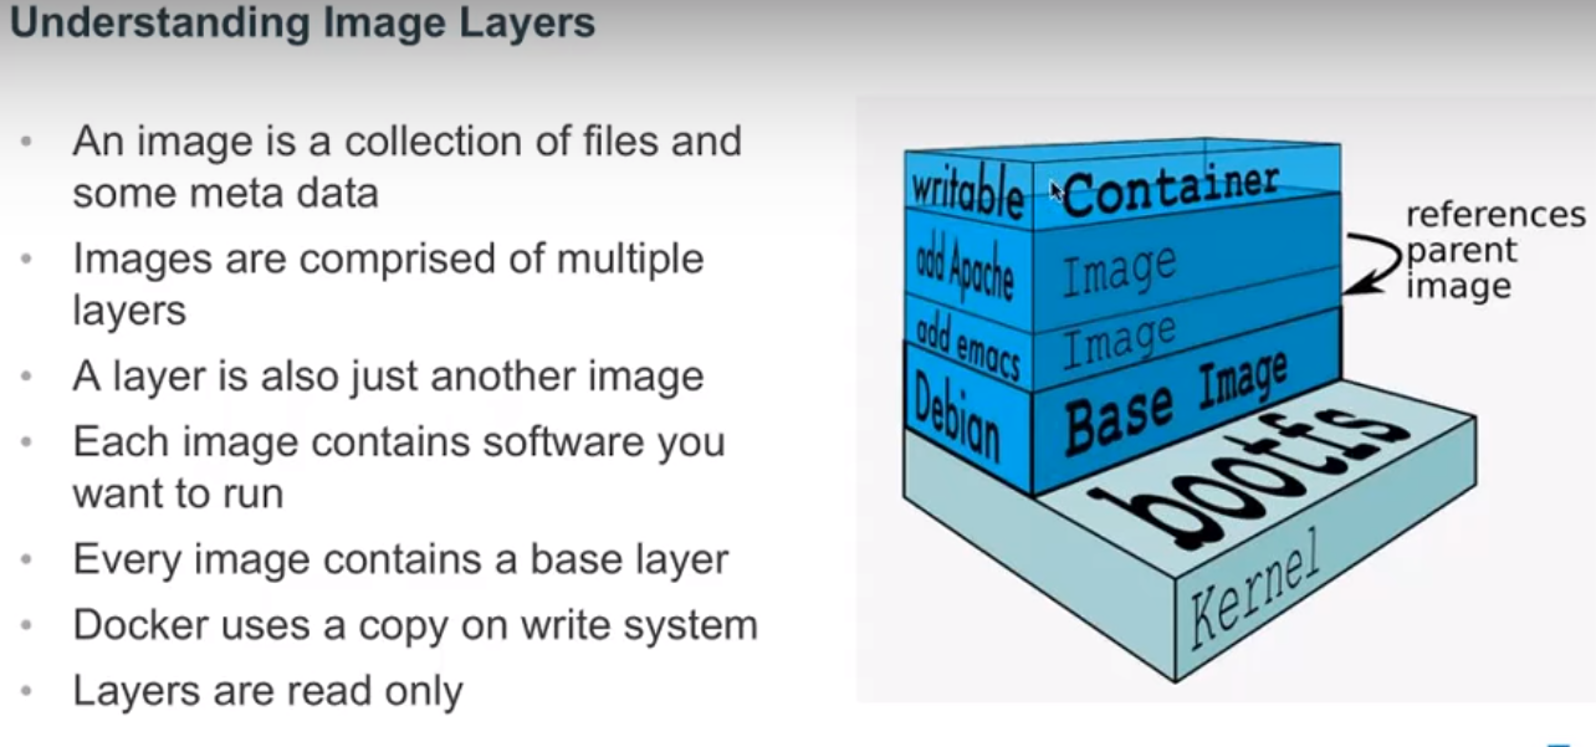 Understanding Image Layers
An image is a collection of files and
some meta data
Images are comprised of multiple
layers
A layer is also just another image
Each image contains software you
want to run
Every image contains a base layer
Docker uses a copy on write system
Layers are read only
writable Container
add Apache Image
add emacs Image
Debian Base Image
bootfs
Kernel
references
parent
image